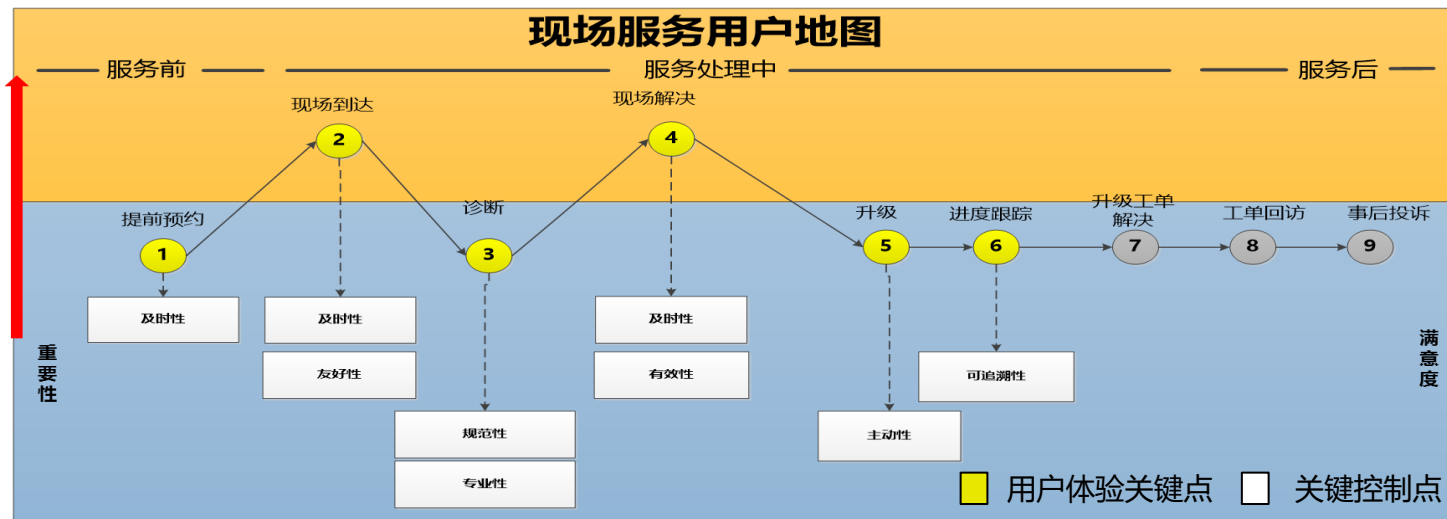 现场服务用户地图
服务前
服务处理中
服务后
现场到达
现场解决
2
4
提前预约
诊断
升级
进度跟踪
升级工单
解决
工单回访
事后投诉
1
3
5
6
7
8
9
及时性
及时性
及时性
友好性
有效性
可追溯性
重要性
满意度
规范性
主动性
专业性
用户体验关键点
关键控制点